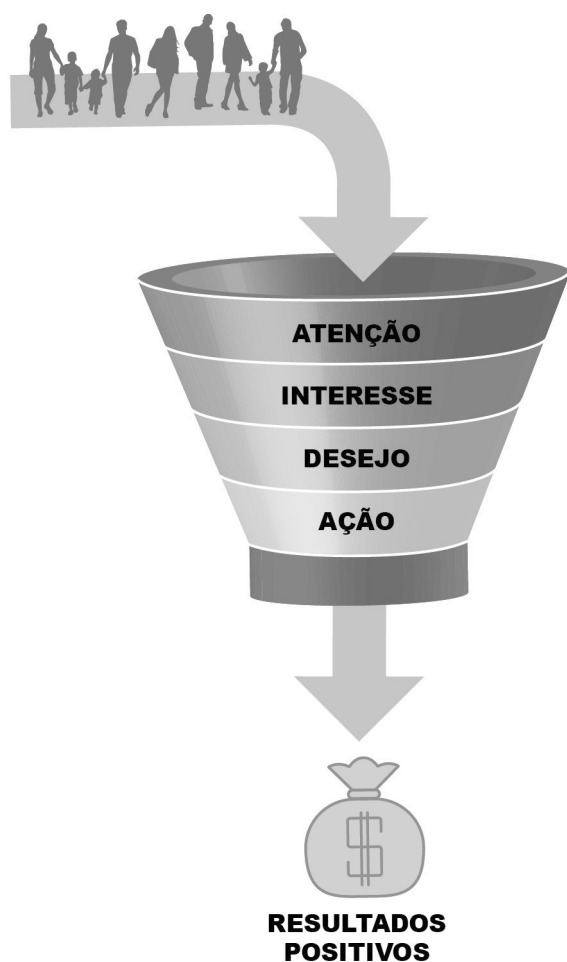 ATENÇÃO
INTERESSE
DESEJO
AÇÃO
$
RESULTADOS
POSITIVOS